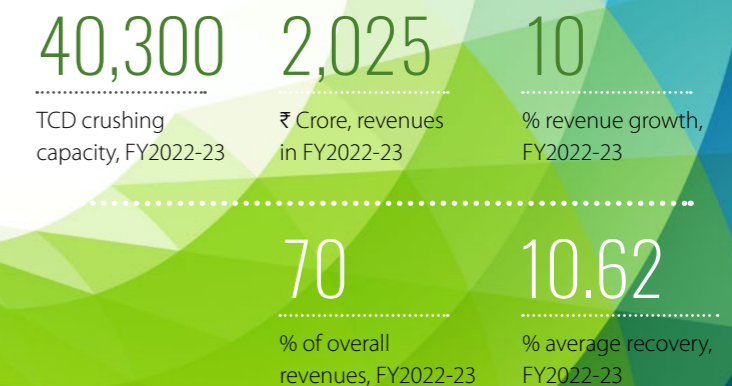 40,300
TCD crushing
capacity, FY2022-23
2,025
₹ Crore, revenues
in FY2022-23
10
% revenue growth,
FY2022-23
70
% of overall
revenues, FY2022-23
10.62
% average recovery,
FY2022-23